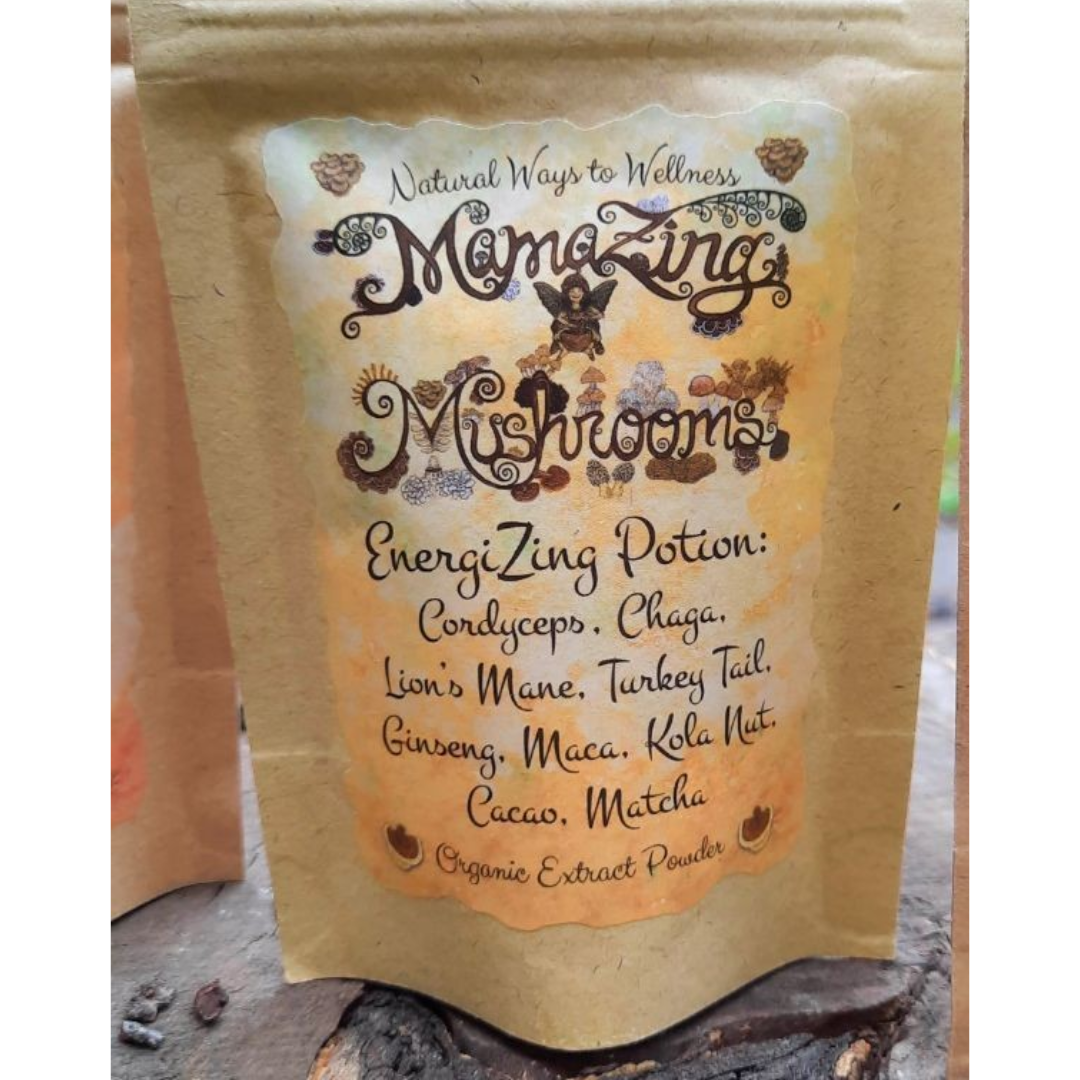 Natural Ways to Wellness
MamaZing
Mushrooms
EnergiZing Potion:
Cordyceps, Chaga,
Lion's Mane, Turkey Tail,
Ginseng, Maca, Kola Nut,
Cacao, Matcha
Organic Extract Powder